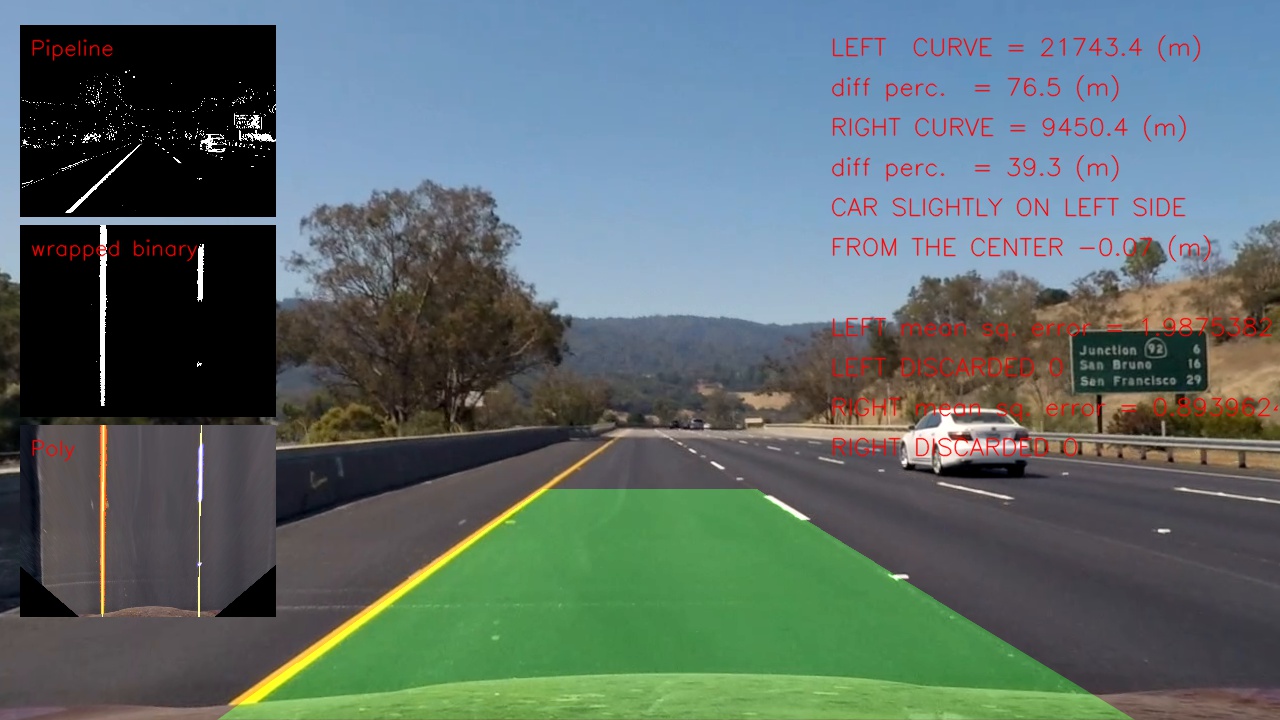 Pipeline
wrapped binary
Poly
LEFT CURVE = 21743.4 (m)
diff perc. = 76.5 (m)
RIGHT CURVE = 9450.4 (m)
diff perc. = 39.3 (m)
CAR SLIGHTLY ON LEFT SIDE
FROM THE CENTER -0.07 (m)
LEFT mean sq. error = 1.9875382
LEFT DISCARDED 0
RIGHT mean sq. error = 0.8939624
RIGHT DISCARDED 0
Junction 92 6
San Bruno 16
San Francisco 29